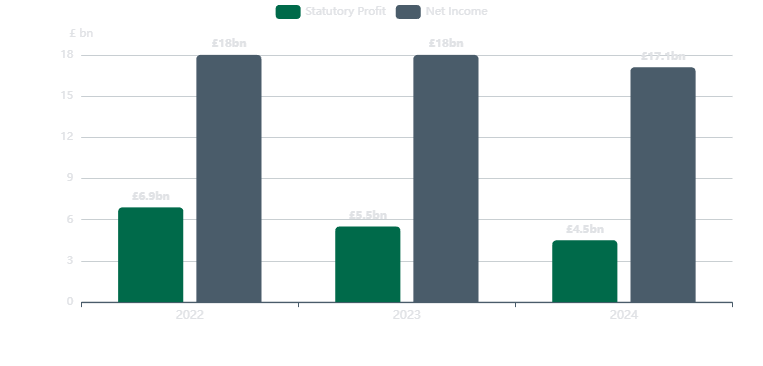 Statutory Profit Net Income
£ bn
£18bn £18bn
18 £17.1bn
15
12
9
£6.9bn
6 £5.5bn
£4.5bn
3
0
2022 2023 2024